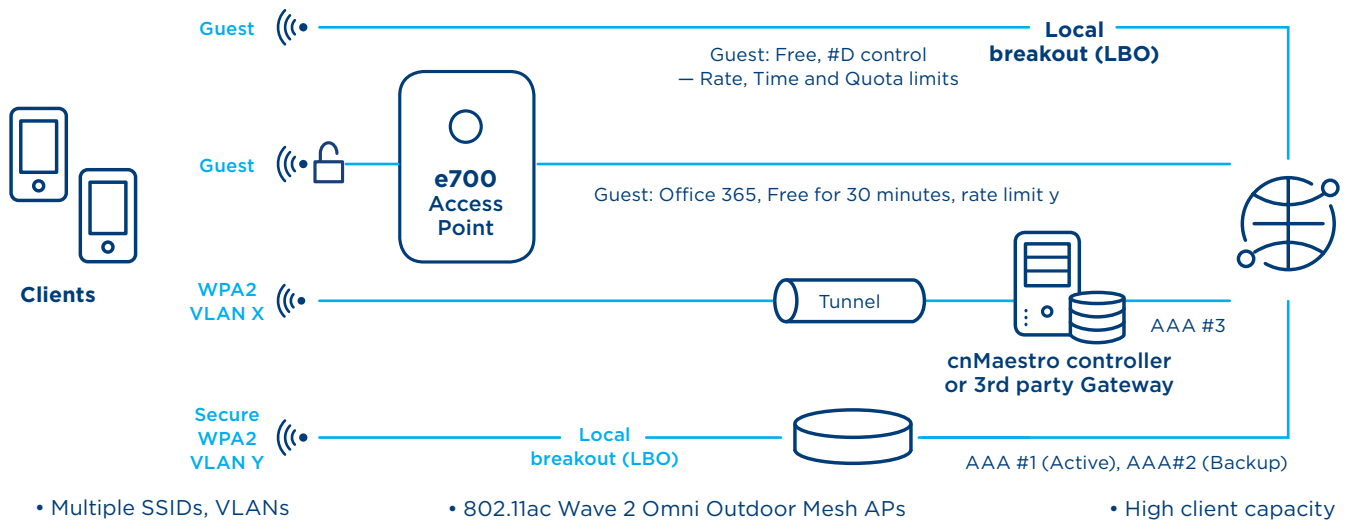 Guest
Local
breakout (LBO)
Guest: Free, #D control
— Rate, Time and Quota limits
Guest
e700
Access
Point
Guest: Office 365, Free for 30 minutes, rate limit y
Clients
WPA2
VLAN X
Tunnel
AAA #3
cnMaestro controller
or 3rd party Gateway
Secure
WPA2
VLAN Y
Local
breakout (LBO)
AAA #1 (Active), AAA#2 (Backup)
• Multiple SSIDs, VLANs
• 802.11ac Wave 2 Omni Outdoor Mesh APs
• High client capacity